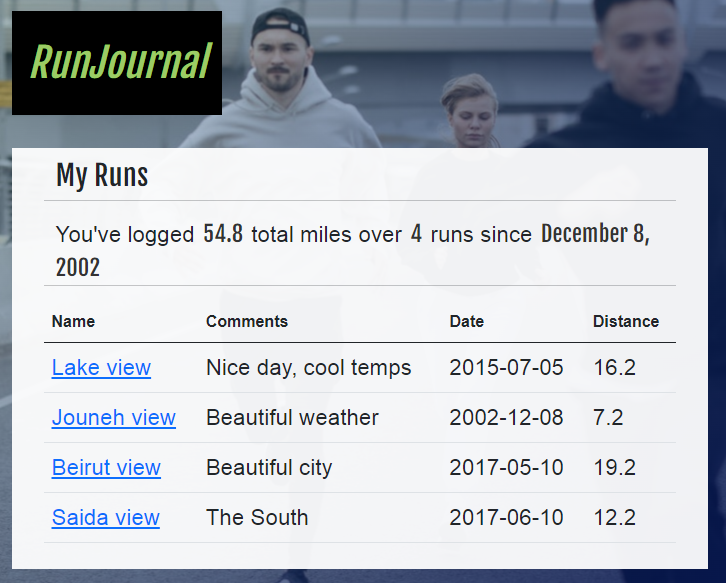 RunJournal
My Runs
You've logged 54.8 total miles over 4 runs since December 8,
2002
Name Comments Date Distance
Lake view Nice day, cool temps 2015-07-05 16.2
Jouneh view Beautiful weather 2002-12-08 7.2
Beirut view Beautiful city 2017-05-10 19.2
Saida view The South 2017-06-10 12.2